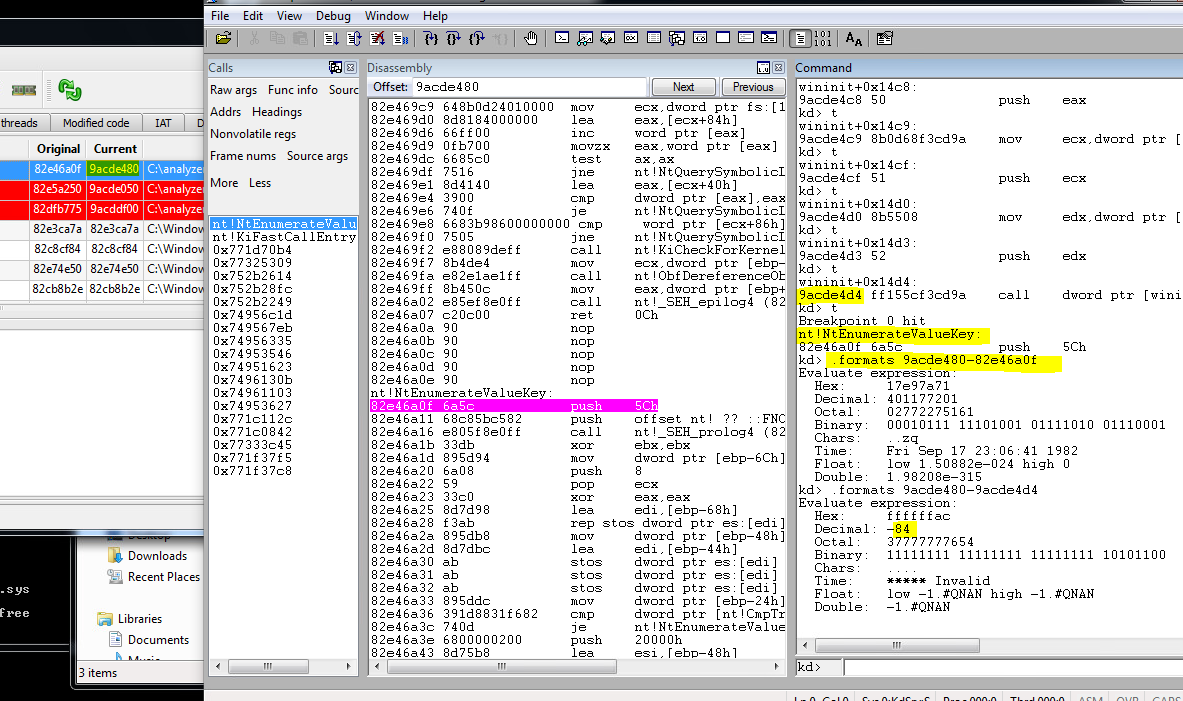 File Edit View Debug Window Help
threads Modified code IAT
Original Current
82e46a0f 9acde480 C:\analyzer
82e5a250 9acde050 C:\analyzer
82dfb775 9acddf00 C:\analyzer
82e3ca7a 82e3ca7a C:\Window
82c8cf84 82c8cf84 C:\Window
82e74e50 82e74e50 C:\Window
82cb8b2e 82cb8b2e C:\Window
Desktop
Downloads
Recent Places
Libraries
Documents
Music
3 items
.sys
free
Calls
Raw args Func info Sourc
Addrs Headings
Nonvolatile regs
Frame nums Source args
More Less
nt!NtEnumerateValu
nt!KiFastCallEntry
0x771d70b4
0x77325309
0x752b2614
0x752b28fc
0x752b2249
0x74956c1d
0x749567eb
0x74956335
0x74953546
0x74951623
0x7496130b
0x74961103
0x74953627
0x771c112c
0x771c0842
0x77333c45
0x771f37f5
0x771f37c8
Disassembly
Offset: 9acde480 Next Previous
82e469c9 648b0d24010000 mov ecx,dword ptr fs:[1
82e469d0 8d8184000000 lea eax,[ecx+84h]
82e469d6 66ff00 inc word ptr [eax]
82e469d9 0fb700 movzx eax,word ptr [eax]
82e469dc 6685c0 test ax,ax
82e469df 7516 jne nt!NtQuerySymbolicL
82e469e1 8d4140 lea eax,[ecx+40h]
82e469e4 3900 cmp dword ptr [eax],eax
82e469e6 740f je nt!NtQuerySymbolicL
82e469e8 6683b98600000000 cmp word ptr [ecx+86h]
82e469f0 7505 jne nt!NtQuerySymbolicL
82e469f2 e88089deff call nt!KiCheckForKernel
82e469f7 8b4de4 mov ecx,dword ptr [ebp-
82e469fa e82e1ae1ff call nt!ObfDereferenceOb
82e469ff 8b450c mov eax,dword ptr [ebp+
82e46a02 e85ef8e0ff call nt!_SEH_epilog4 (82
82e46a07 c20c00 ret 0Ch
82e46a0a 90 nop
82e46a0b 90 nop
82e46a0c 90 nop
82e46a0d 90 nop
82e46a0e 90 nop
nt!NtEnumerateValueKey:
82e46a0f 6a5c push 5Ch
82e46a11 68c85bc582 push offset nt! ?? ::FNO
82e46a16 e805f8e0ff call nt!_SEH_prolog4 (82
82e46a1b 33db xor ebx,ebx
82e46a1d 895d94 mov dword ptr [ebp-6Ch]
82e46a20 6a08 push 8
82e46a22 59 pop ecx
82e46a23 33c0 xor eax,eax
82e46a25 8d7d98 lea edi,[ebp-68h]
82e46a28 f3ab rep stos dword ptr es:[edi]
82e46a2a 895db8 mov dword ptr [ebp-48h]
82e46a2d 8d7dbc lea edi,[ebp-44h]
82e46a30 ab stos dword ptr es:[edi]
82e46a31 ab stos dword ptr es:[edi]
82e46a32 ab stos dword ptr es:[edi]
82e46a33 895ddc mov dword ptr [ebp-24h]
82e46a36 391d8831f682 cmp dword ptr [nt!CmpTr
82e46a3c 740d je nt!NtEnumerateValue
82e46a3e 6800000200 push 20000h
82e46a43 8d75b8 lea esi,[ebp-48h]
Command
wininit+0x14c8:
9acde4c8 50 push eax
kd> t
wininit+0x14c9:
9acde4c9 8b0d68f3cd9a mov ecx,dword ptr [
kd> t
wininit+0x14cf:
9acde4cf 51 push ecx
kd> t
wininit+0x14d0:
9acde4d0 8b5508 mov edx,dword ptr [
kd> t
wininit+0x14d3:
9acde4d3 52 push edx
kd> t
wininit+0x14d4:
9acde4d4 ff155cf3cd9a call dword ptr [wini
kd> t
Breakpoint 0 hit
nt!NtEnumerateValueKey:
82e46a0f 6a5c push 5Ch
kd> .formats 9acde480-82e46a0f
Evaluate expression:
Hex: 17e97a71
Decimal: 401177201
Octal: 02772275161
Binary: 00010111 11101001 01111010 01110001
Chars: ..zq
Time: Fri Sep 17 23:06:41 1982
Float: low 1.50882e-024 high 0
Double: 1.98208e-315
kd> .formats 9acde480-9acde4d4
Evaluate expression:
Hex: ffffffac
Decimal: -84
Octal: 37777777654
Binary: 11111111 11111111 11111111 10101100
Chars: ....
Time: ***** Invalid
Float: low -1.#QNAN high -1.#QNAN
Double: -1.#QNAN
kd>